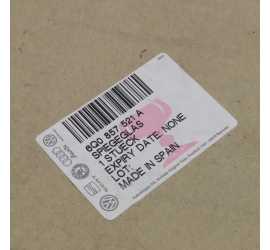 6Q0 857 521 A
SPIEGELGLAS
1 STUECK
EXPIRY DATE: NONE
LOT:
MADE IN SPAIN